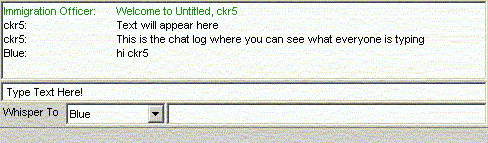 Immigration Officer: Welcome to Untitled, ckr5
ckr5: Text will appear here
ckr5: This is the chat log where you can see what everyone is typing
Blue: hi ckr5
Type Text Here!
Whisper To Blue